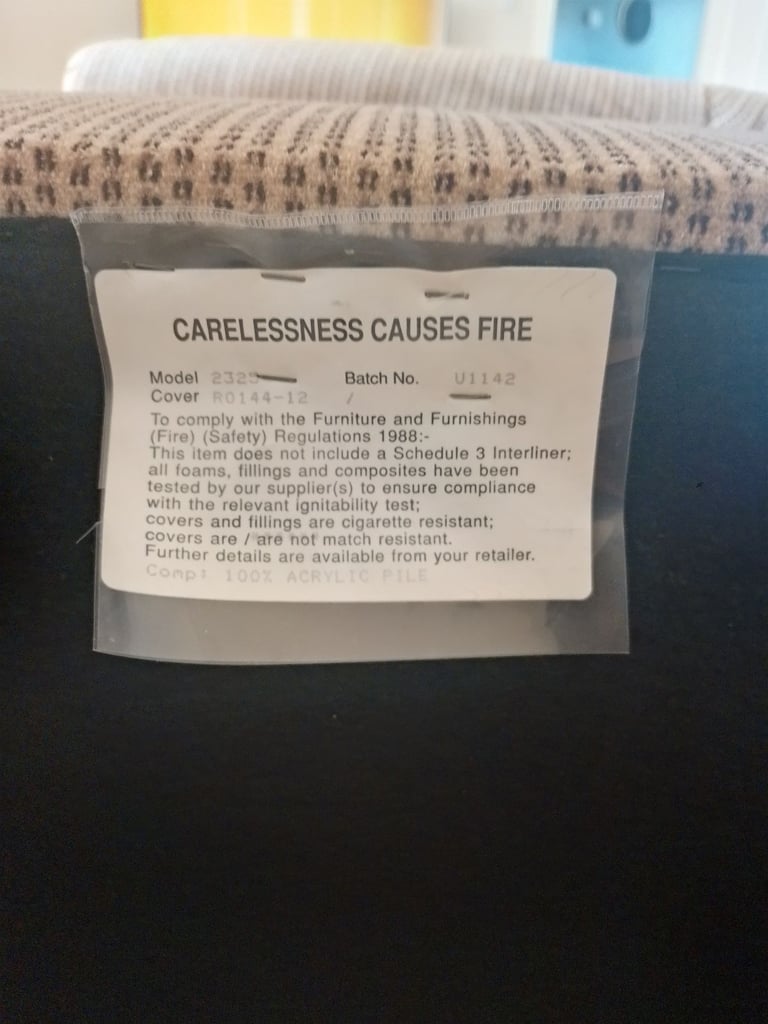 CARELESSNESS CAUSES FIRE
Model 2325 Batch No. U1142
Cover R0144-12 /
To comply with the Furniture and Furnishings
(Fire) (Safety) Regulations 1988:-
This item does not include a Schedule 3 Interliner;
all foams, fillings and composites have been
tested by our supplier(s) to ensure compliance
with the relevant ignitability test;
covers and fillings are cigarette resistant;
covers are / are not match resistant.
Further details are available from your retailer.
Comp: 100% ACRYLIC PILE